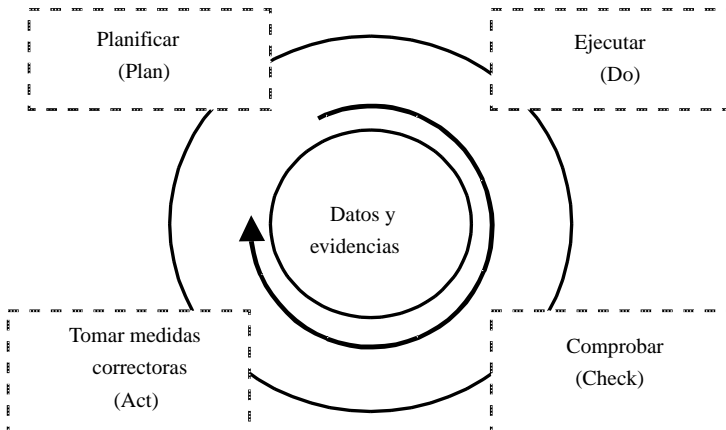 Planificar
(Plan)
Ejecutar
(Do)
Datos y
evidencias
Tomar medidas
correctoras
(Act)
Comprobar
(Check)